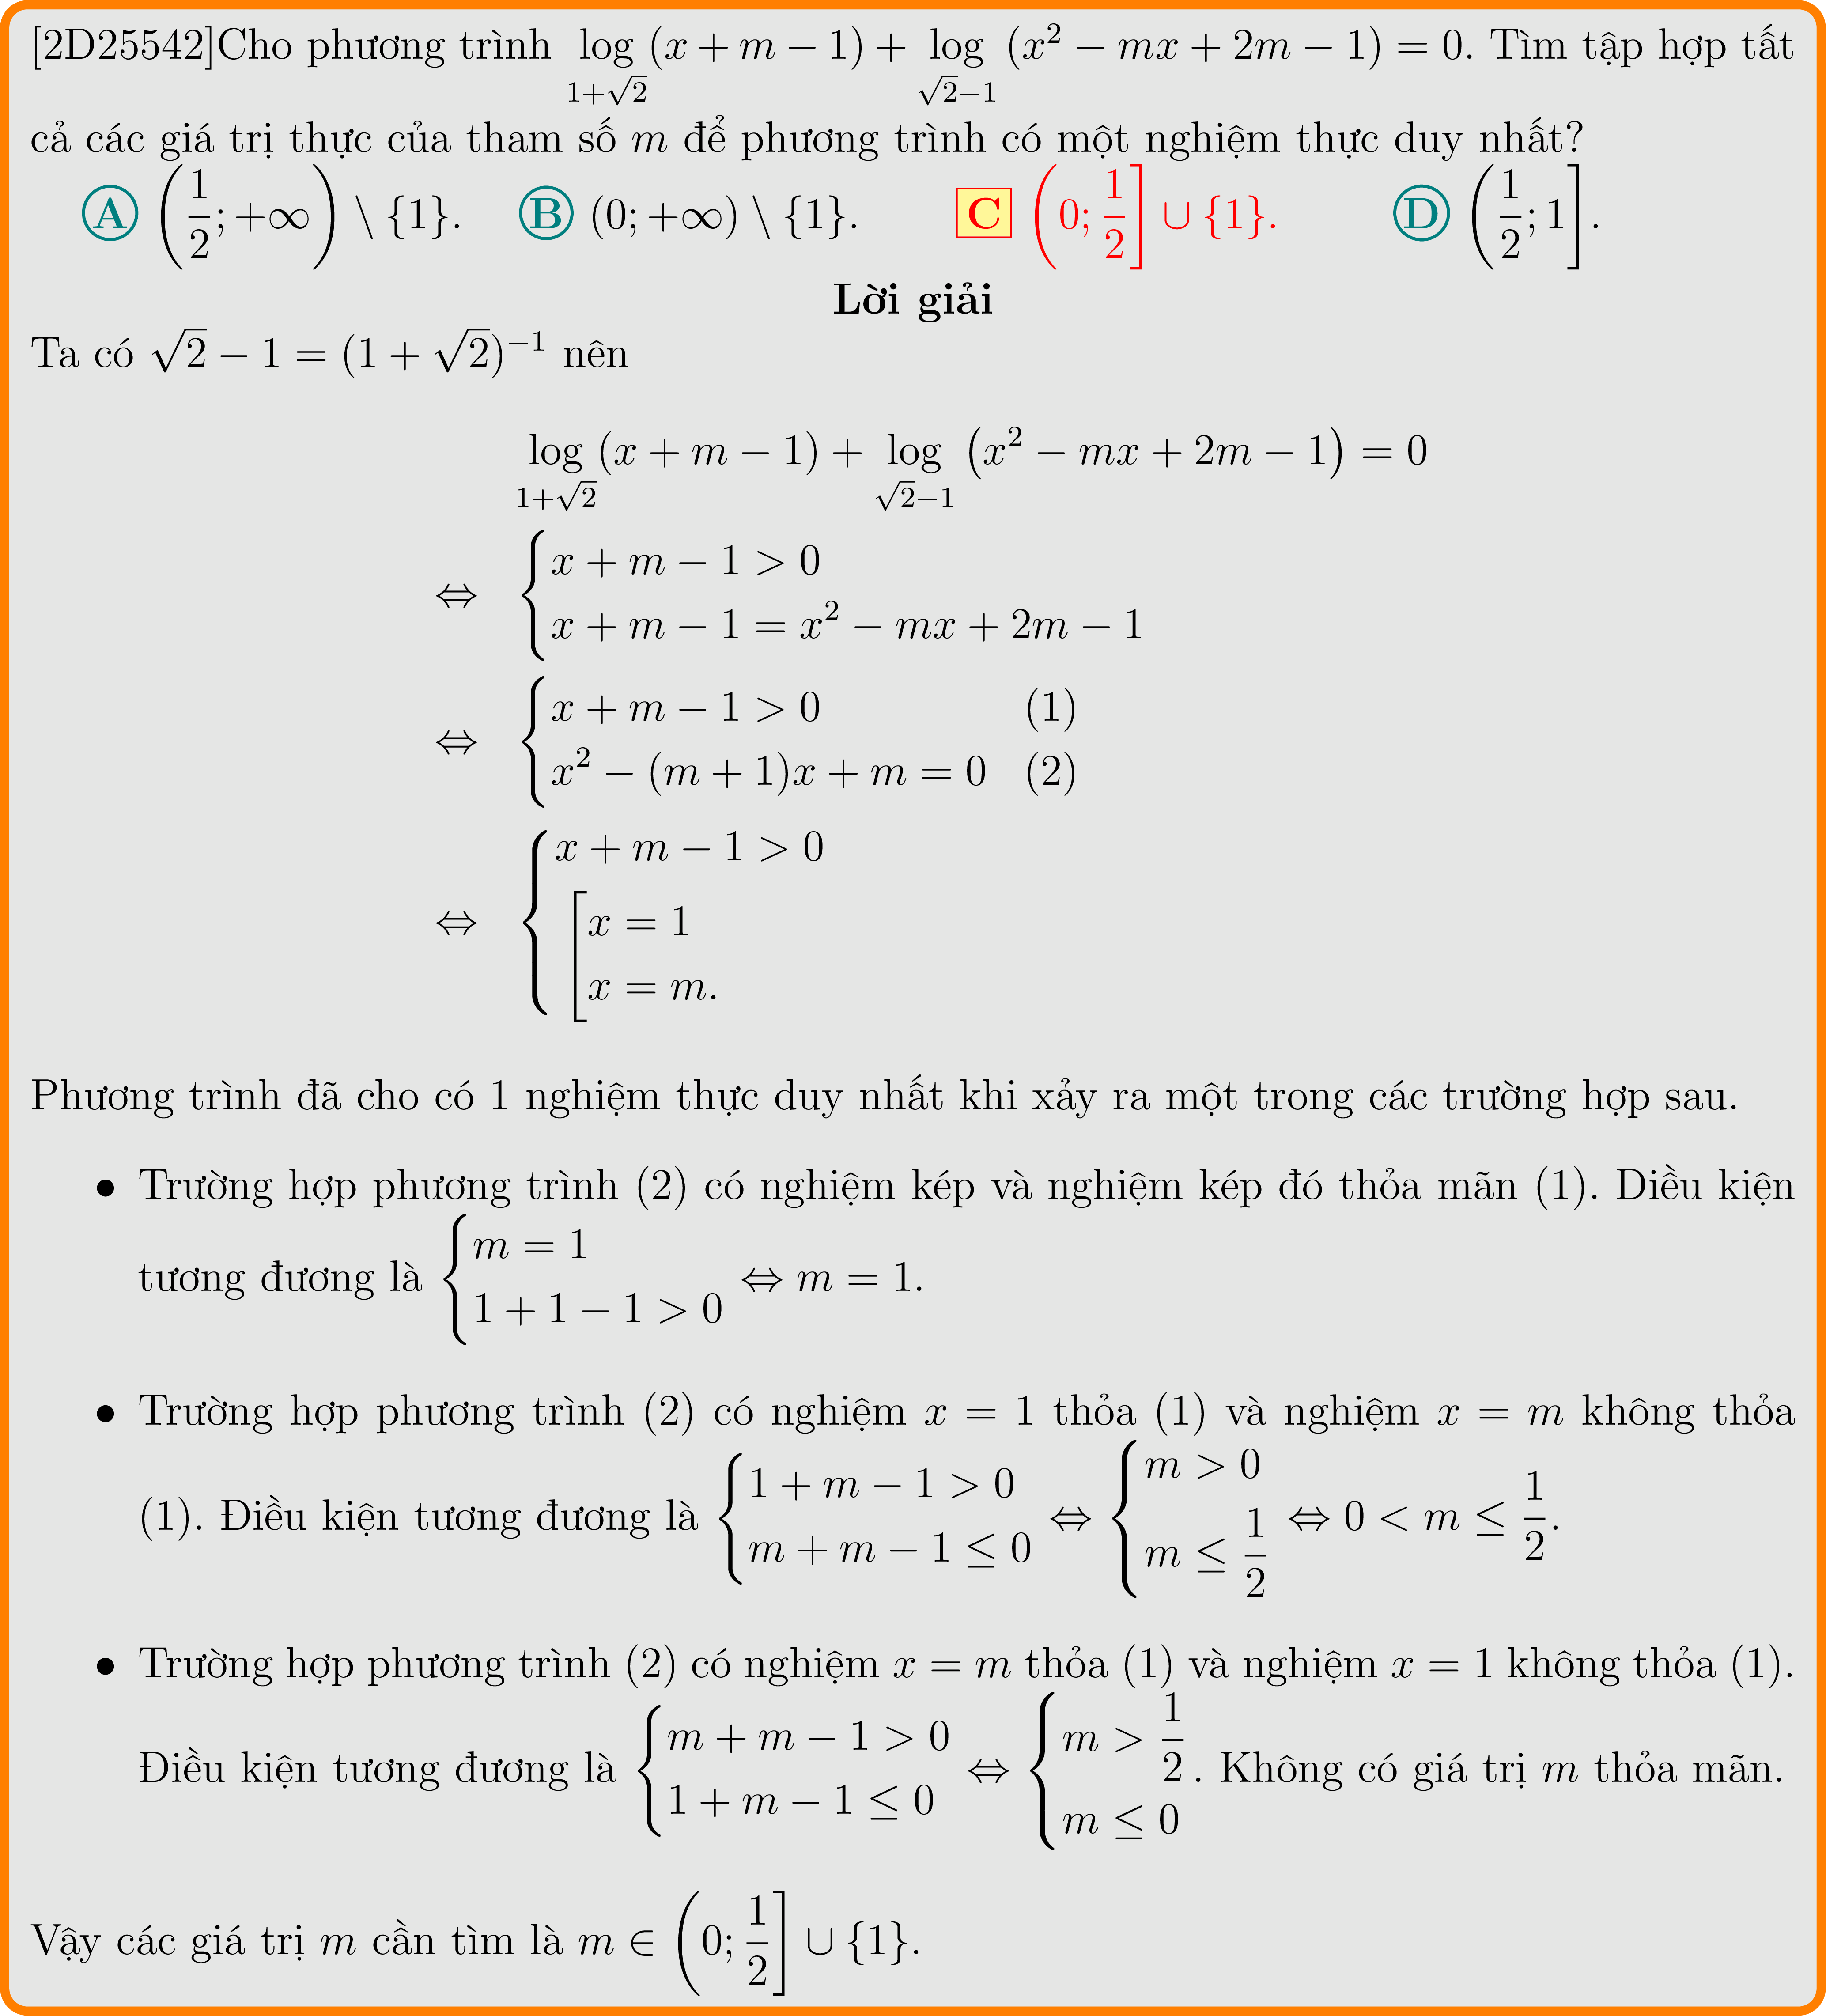 [2D25542]Cho phương trình $\log_{1+\sqrt{2}}(x+m-1)+\log_{\sqrt{2}-1}(x^2-mx+2m-1)=0$. Tìm tập hợp tất
cả các giá trị thực của tham số $m$ để phương trình có một nghiệm thực duy nhất?
A $\left(\dfrac{1}{2};+\infty\right)\setminus\{1\}$. B $(0;+\infty)\setminus\{1\}$. C $\left(0;\dfrac{1}{2}\right]\cup\{1\}$. D $\left(\dfrac{1}{2};1\right]$.
Lời giải
Ta có $\sqrt{2}-1=(1+\sqrt{2})^{-1}$ nên
$\log_{1+\sqrt{2}}(x+m-1)+\log_{\sqrt{2}-1}\left(x^2-mx+2m-1\right)=0$
$\Leftrightarrow \begin{cases} x+m-1>0 \\ x+m-1=x^2-mx+2m-1 \end{cases}$
$\Leftrightarrow \begin{cases} x+m-1>0 & (1) \\ x^2-(m+1)x+m=0 & (2) \end{cases}$
$\Leftrightarrow \begin{cases} x+m-1>0 \\ \left[\begin{array}{l} x=1 \\ x=m. \end{array}\right. \end{cases}$
Phương trình đã cho có 1 nghiệm thực duy nhất khi xảy ra một trong các trường hợp sau.
• Trường hợp phương trình (2) có nghiệm kép và nghiệm kép đó thỏa mãn (1). Điều kiện
tương đương là $\begin{cases} m=1 \\ 1+1-1>0 \end{cases} \Leftrightarrow m=1$.
• Trường hợp phương trình (2) có nghiệm $x=1$ thỏa (1) và nghiệm $x=m$ không thỏa
(1). Điều kiện tương đương là $\begin{cases} 1+m-1>0 \\ m+m-1\leq 0 \end{cases} \Leftrightarrow \begin{cases} m>0 \\ m\leq \dfrac{1}{2} \end{cases} \Leftrightarrow 0<m\leq \dfrac{1}{2}$.
• Trường hợp phương trình (2) có nghiệm $x=m$ thỏa (1) và nghiệm $x=1$ không thỏa (1).
Điều kiện tương đương là $\begin{cases} m+m-1>0 \\ 1+m-1\leq 0 \end{cases} \Leftrightarrow \begin{cases} m>\dfrac{1}{2} \\ m\leq 0 \end{cases}$. Không có giá trị $m$ thỏa mãn.
Vậy các giá trị $m$ cần tìm là $m\in\left(0;\dfrac{1}{2}\right]\cup\{1\}$.